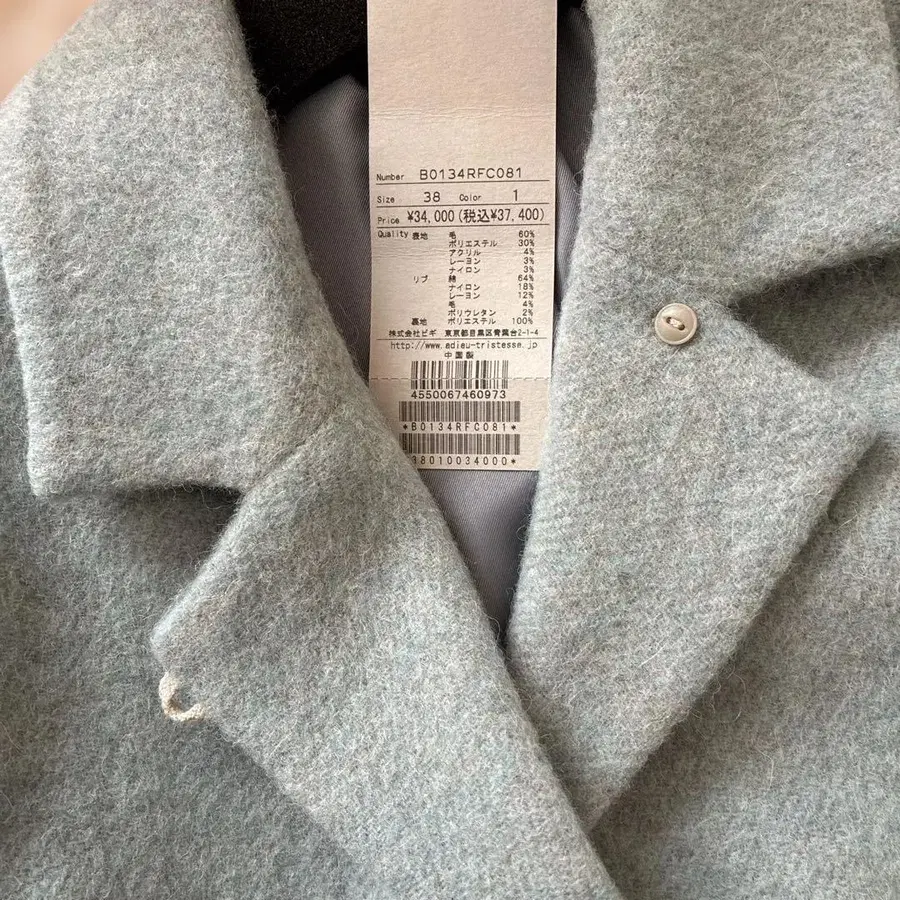 Number B0134RFC081
Size 38 Color 1
Price ¥34,000(税込¥37,400)
Quality 表地 毛 60%
ポリエステル 30%
アクリル 4%
レーヨン 3%
ナイロン 3%
リブ 綿 64%
ナイロン 18%
レーヨン 12%
毛 4%
ポリウレタン 2%
裏地 ポリエステル 100%
株式会社ビギ 東京都目黒区青葉台2-1-4
http://www.adieu-tristesse.jp
中国製
4550067460973
*B0134RFC081*
38010034000*